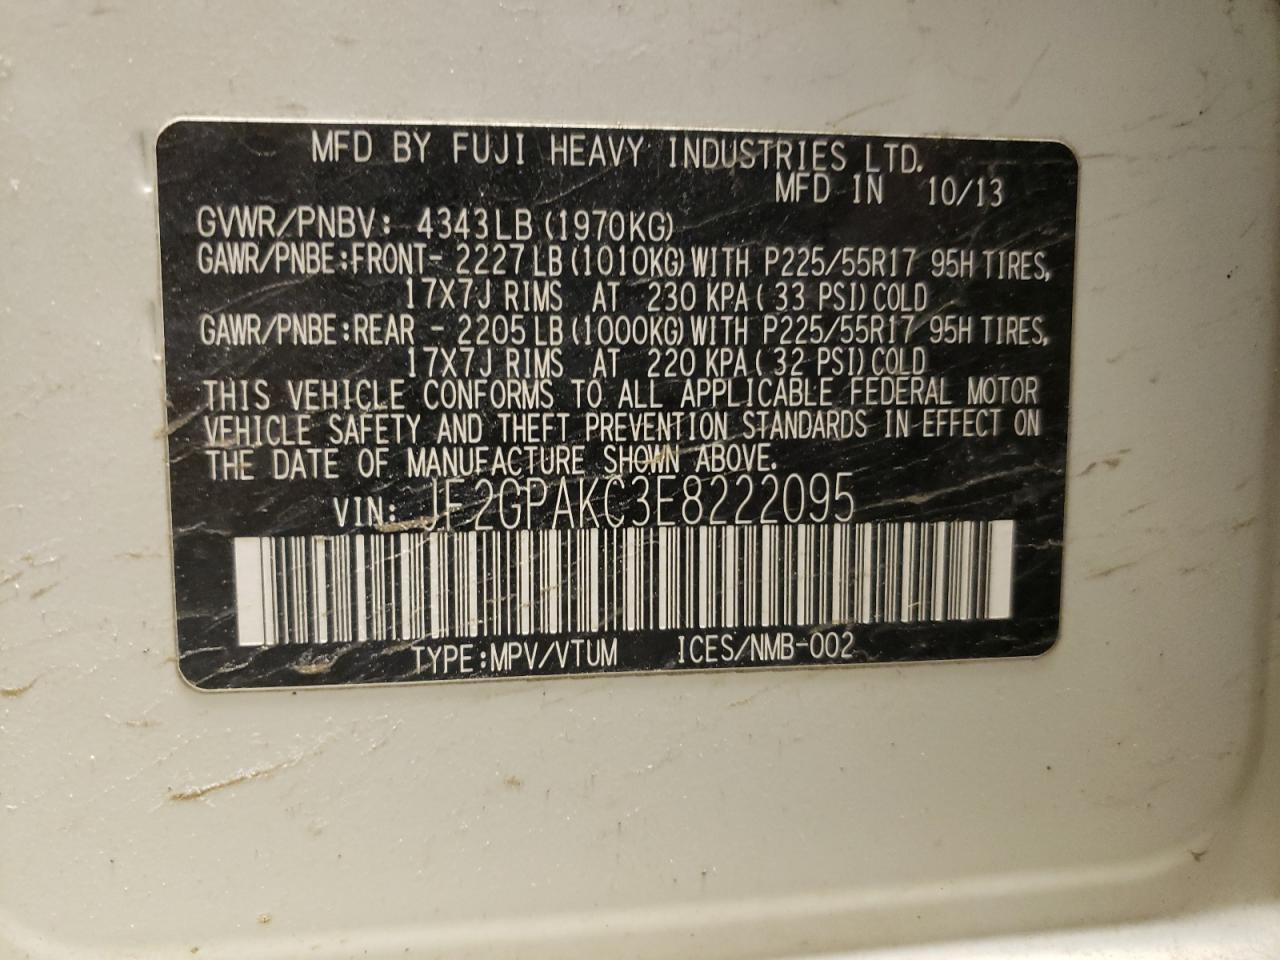 MFD BY FUJI HEAVY INDUSTRIES LTD.
MFD IN 10/13
GVWR/PNBV: 4343LB (1970KG)
GAWR/PNBE:FRONT- 2227 LB (1010KG) WITH P225/55R17 95H TIRES,
17X7J RIMS AT 230 KPA ( 33 PSI) COLD
GAWR/PNBE:REAR - 2205 LB (1000KG) WITH P225/55R17 95H TIRES,
17X7J RIMS AT 220 KPA ( 32 PSI) COLD
THIS VEHICLE CONFORMS TO ALL APPLICABLE FEDERAL MOTOR
VEHICLE SAFETY AND THEFT PREVENTION STANDARDS IN EFFECT ON
THE DATE OF MANUFACTURE SHOWN ABOVE.
VIN: JF2GPAKC3E8222095
TYPE:MPV/VTUM ICES/NMB-002